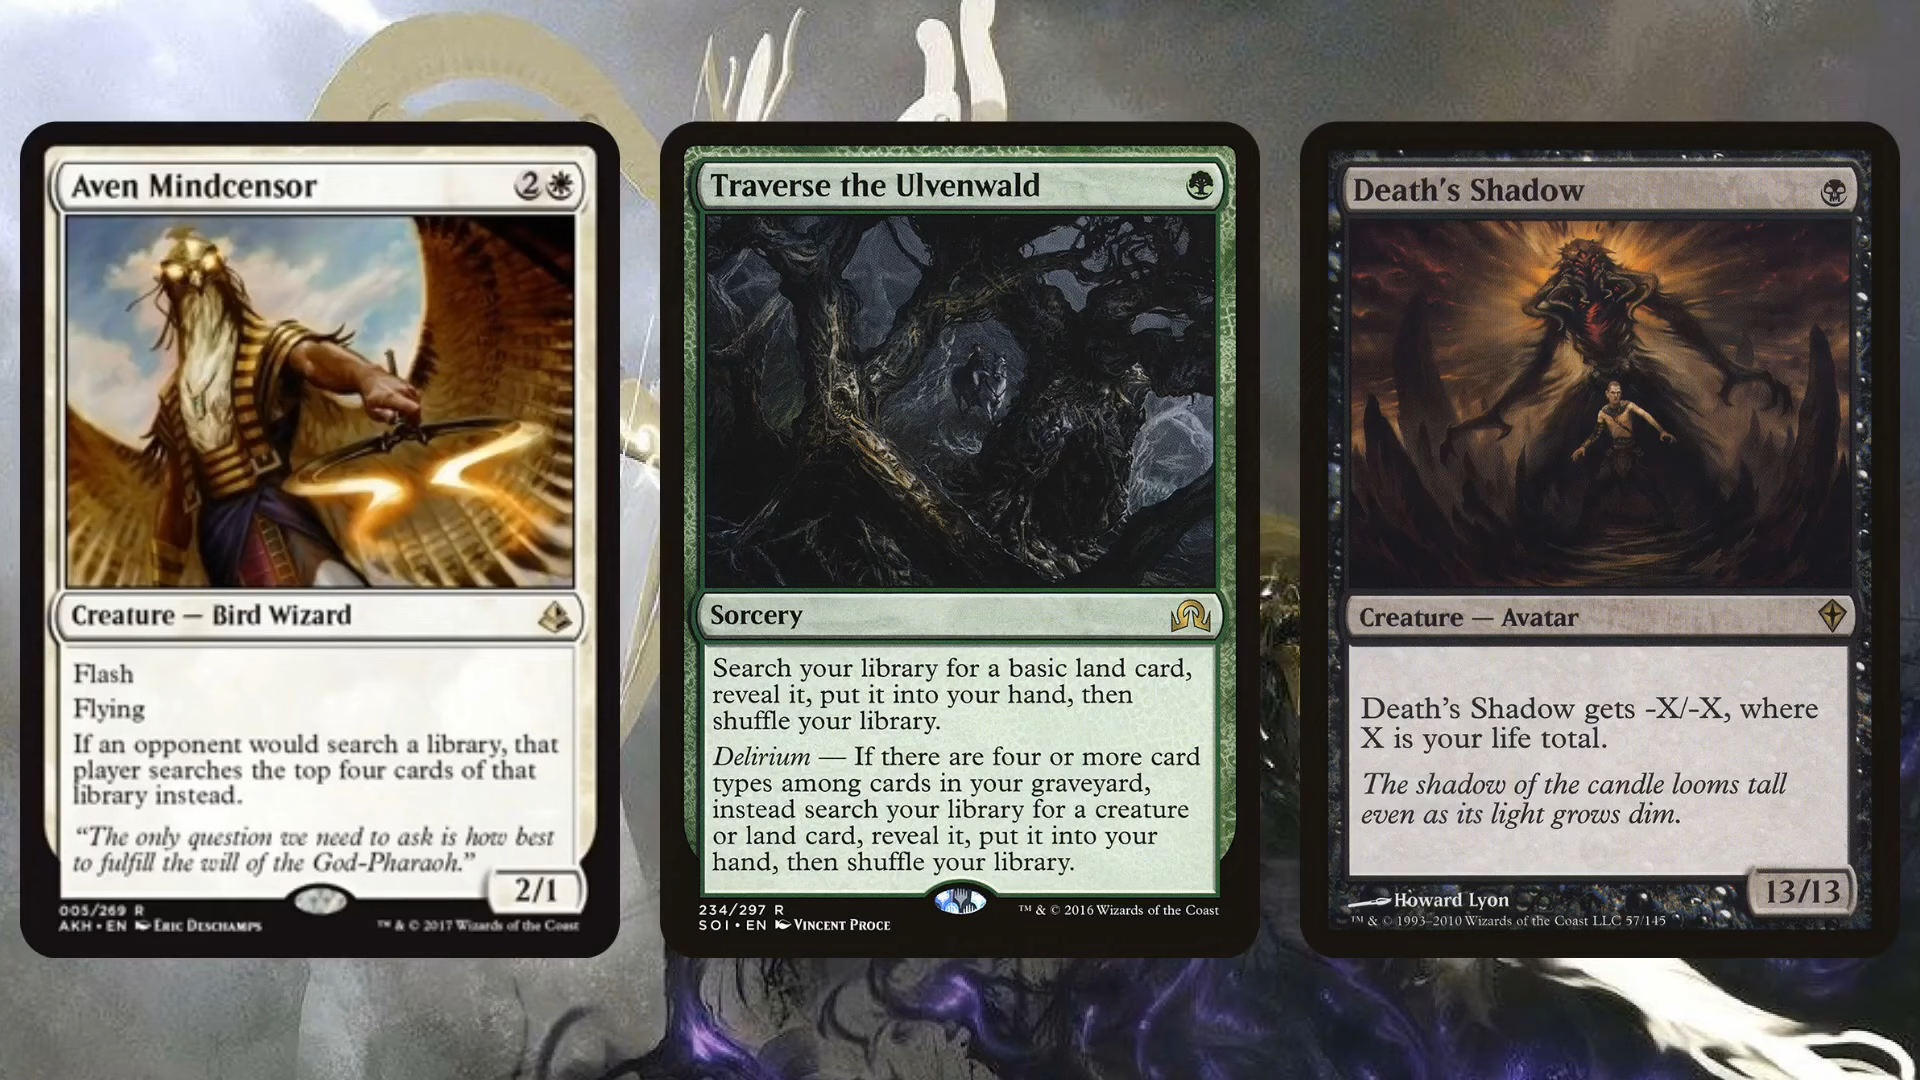 Aven Mindcensor 2
Creature — Bird Wizard
Flash
Flying
If an opponent would search a library, that
player searches the top four cards of that
library instead.
“The only question we need to ask is how best
to fulfill the will of the God-Pharaoh.”
2/1
005/269 R
AKH • EN Eric Deschamps
™ & © 2017 Wizards of the Coast
Traverse the Ulvenwald
Sorcery
Search your library for a basic land card,
reveal it, put it into your hand, then
shuffle your library.
Delirium — If there are four or more card
types among cards in your graveyard,
instead search your library for a creature
or land card, reveal it, put it into your
hand, then shuffle your library.
234/297 R
SOI • EN Vincent Proce
™ & © 2016 Wizards of the Coast
Death's Shadow
Creature — Avatar
Death's Shadow gets -X/-X, where
X is your life total.
The shadow of the candle looms tall
even as its light grows dim.
13/13
Howard Lyon
™ & © 1993–2010 Wizards of the Coast LLC 57/145